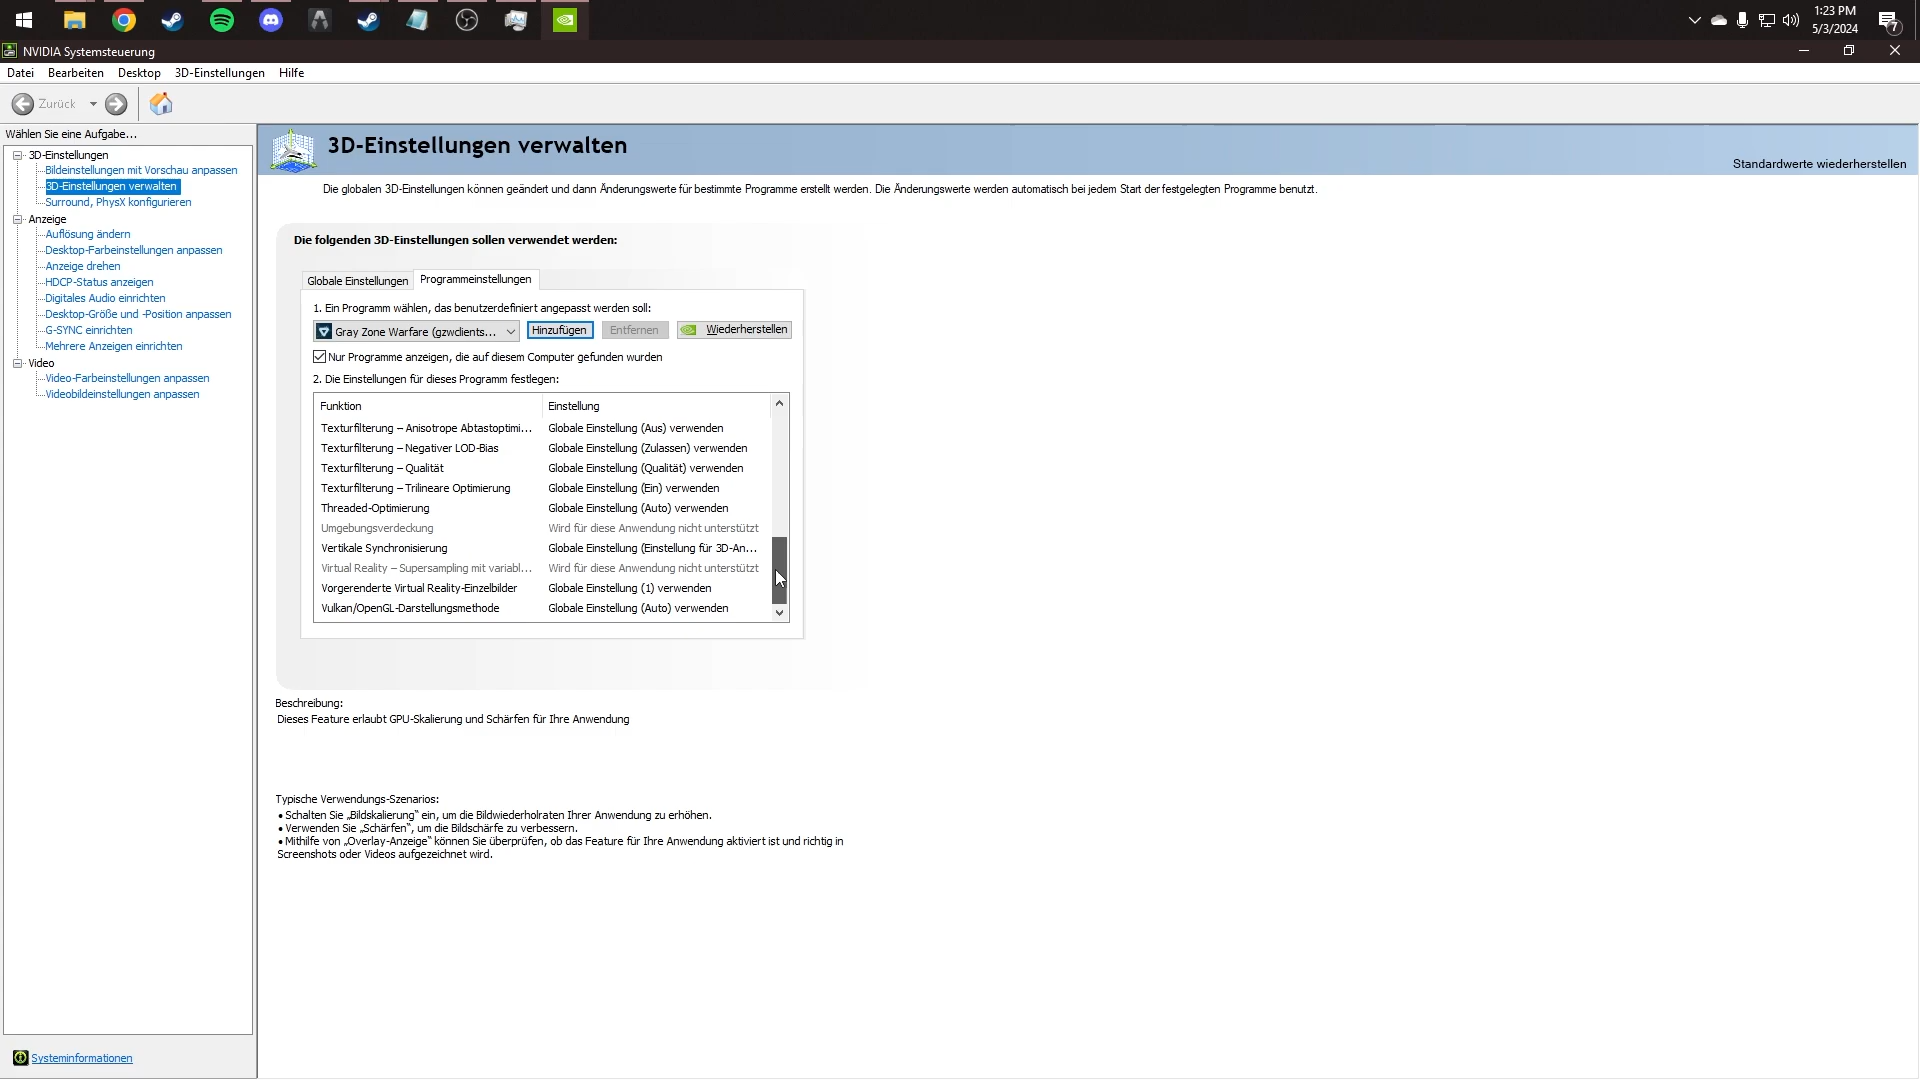 1:23 PM
5/3/2024
7
NVIDIA Systemsteuerung
Datei Bearbeiten Desktop 3D-Einstellungen Hilfe
Zurück
Wählen Sie eine Aufgabe...
3D-Einstellungen
Bildeinstellungen mit Vorschau anpassen
3D-Einstellungen verwalten
Surround, PhysX konfigurieren
Anzeige
Auflösung ändern
Desktop-Farbeinstellungen anpassen
Anzeige drehen
HDCP-Status anzeigen
Digitales Audio einrichten
Desktop-Größe und -Position anpassen
G-SYNC einrichten
Mehrere Anzeigen einrichten
Video
Video-Farbeinstellungen anpassen
Videobildeinstellungen anpassen
Systeminformationen
3D-Einstellungen verwalten
Standardwerte wiederherstellen
Die globalen 3D-Einstellungen können geändert und dann Änderungswerte für bestimmte Programme erstellt werden. Die Änderungswerte werden automatisch bei jedem Start der festgelegten Programme benutzt.
Die folgenden 3D-Einstellungen sollen verwendet werden:
Globale Einstellungen Programmeinstellungen
1. Ein Programm wählen, das benutzerdefiniert angepasst werden soll:
Gray Zone Warfare (gzwclients... Hinzufügen Entfernen Wiederherstellen
Nur Programme anzeigen, die auf diesem Computer gefunden wurden
2. Die Einstellungen für dieses Programm festlegen:
Funktion Einstellung
Texturfilterung – Anisotrope Abtastoptimi... Globale Einstellung (Aus) verwenden
Texturfilterung – Negativer LOD-Bias Globale Einstellung (Zulassen) verwenden
Texturfilterung – Qualität Globale Einstellung (Qualität) verwenden
Texturfilterung – Trilineare Optimierung Globale Einstellung (Ein) verwenden
Threaded-Optimierung Globale Einstellung (Auto) verwenden
Umgebungsverdeckung Wird für diese Anwendung nicht unterstützt
Vertikale Synchronisierung Globale Einstellung (Einstellung für 3D-An...
Virtual Reality – Supersampling mit variabl... Wird für diese Anwendung nicht unterstützt
Vorgerenderte Virtual Reality-Einzelbilder Globale Einstellung (1) verwenden
Vulkan/OpenGL-Darstellungsmethode Globale Einstellung (Auto) verwenden
Beschreibung:
Dieses Feature erlaubt GPU-Skalierung und Schärfen für Ihre Anwendung
Typische Verwendungs-Szenarios:
• Schalten Sie „Bildskalierung“ ein, um die Bildwiederholraten Ihrer Anwendung zu erhöhen.
• Verwenden Sie „Schärfen“, um die Bildschärfe zu verbessern.
• Mithilfe von „Overlay-Anzeige“ können Sie überprüfen, ob das Feature für Ihre Anwendung aktiviert ist und richtig in
Screenshots oder Videos aufgezeichnet wird.